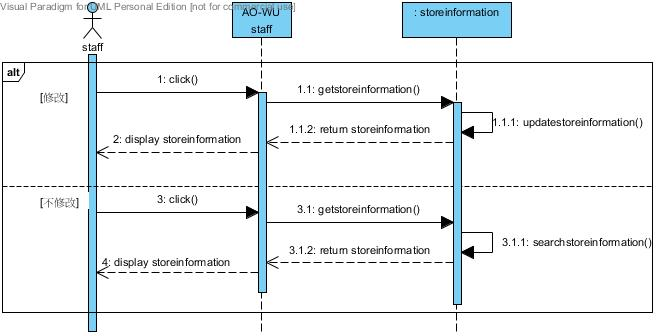 Visual Paradigm for UML Personal Edition [not for commercial use]
staff
AO-WU
staff
: storeinformation
alt
[修改]
1: click()
1.1: getstoreinformation()
1.1.1: updatestoreinformation()
1.1.2: return storeinformation
2: display storeinformation
[不修改]
3: click()
3.1: getstoreinformation()
3.1.1: searchstoreinformation()
3.1.2: return storeinformation
4: display storeinformation